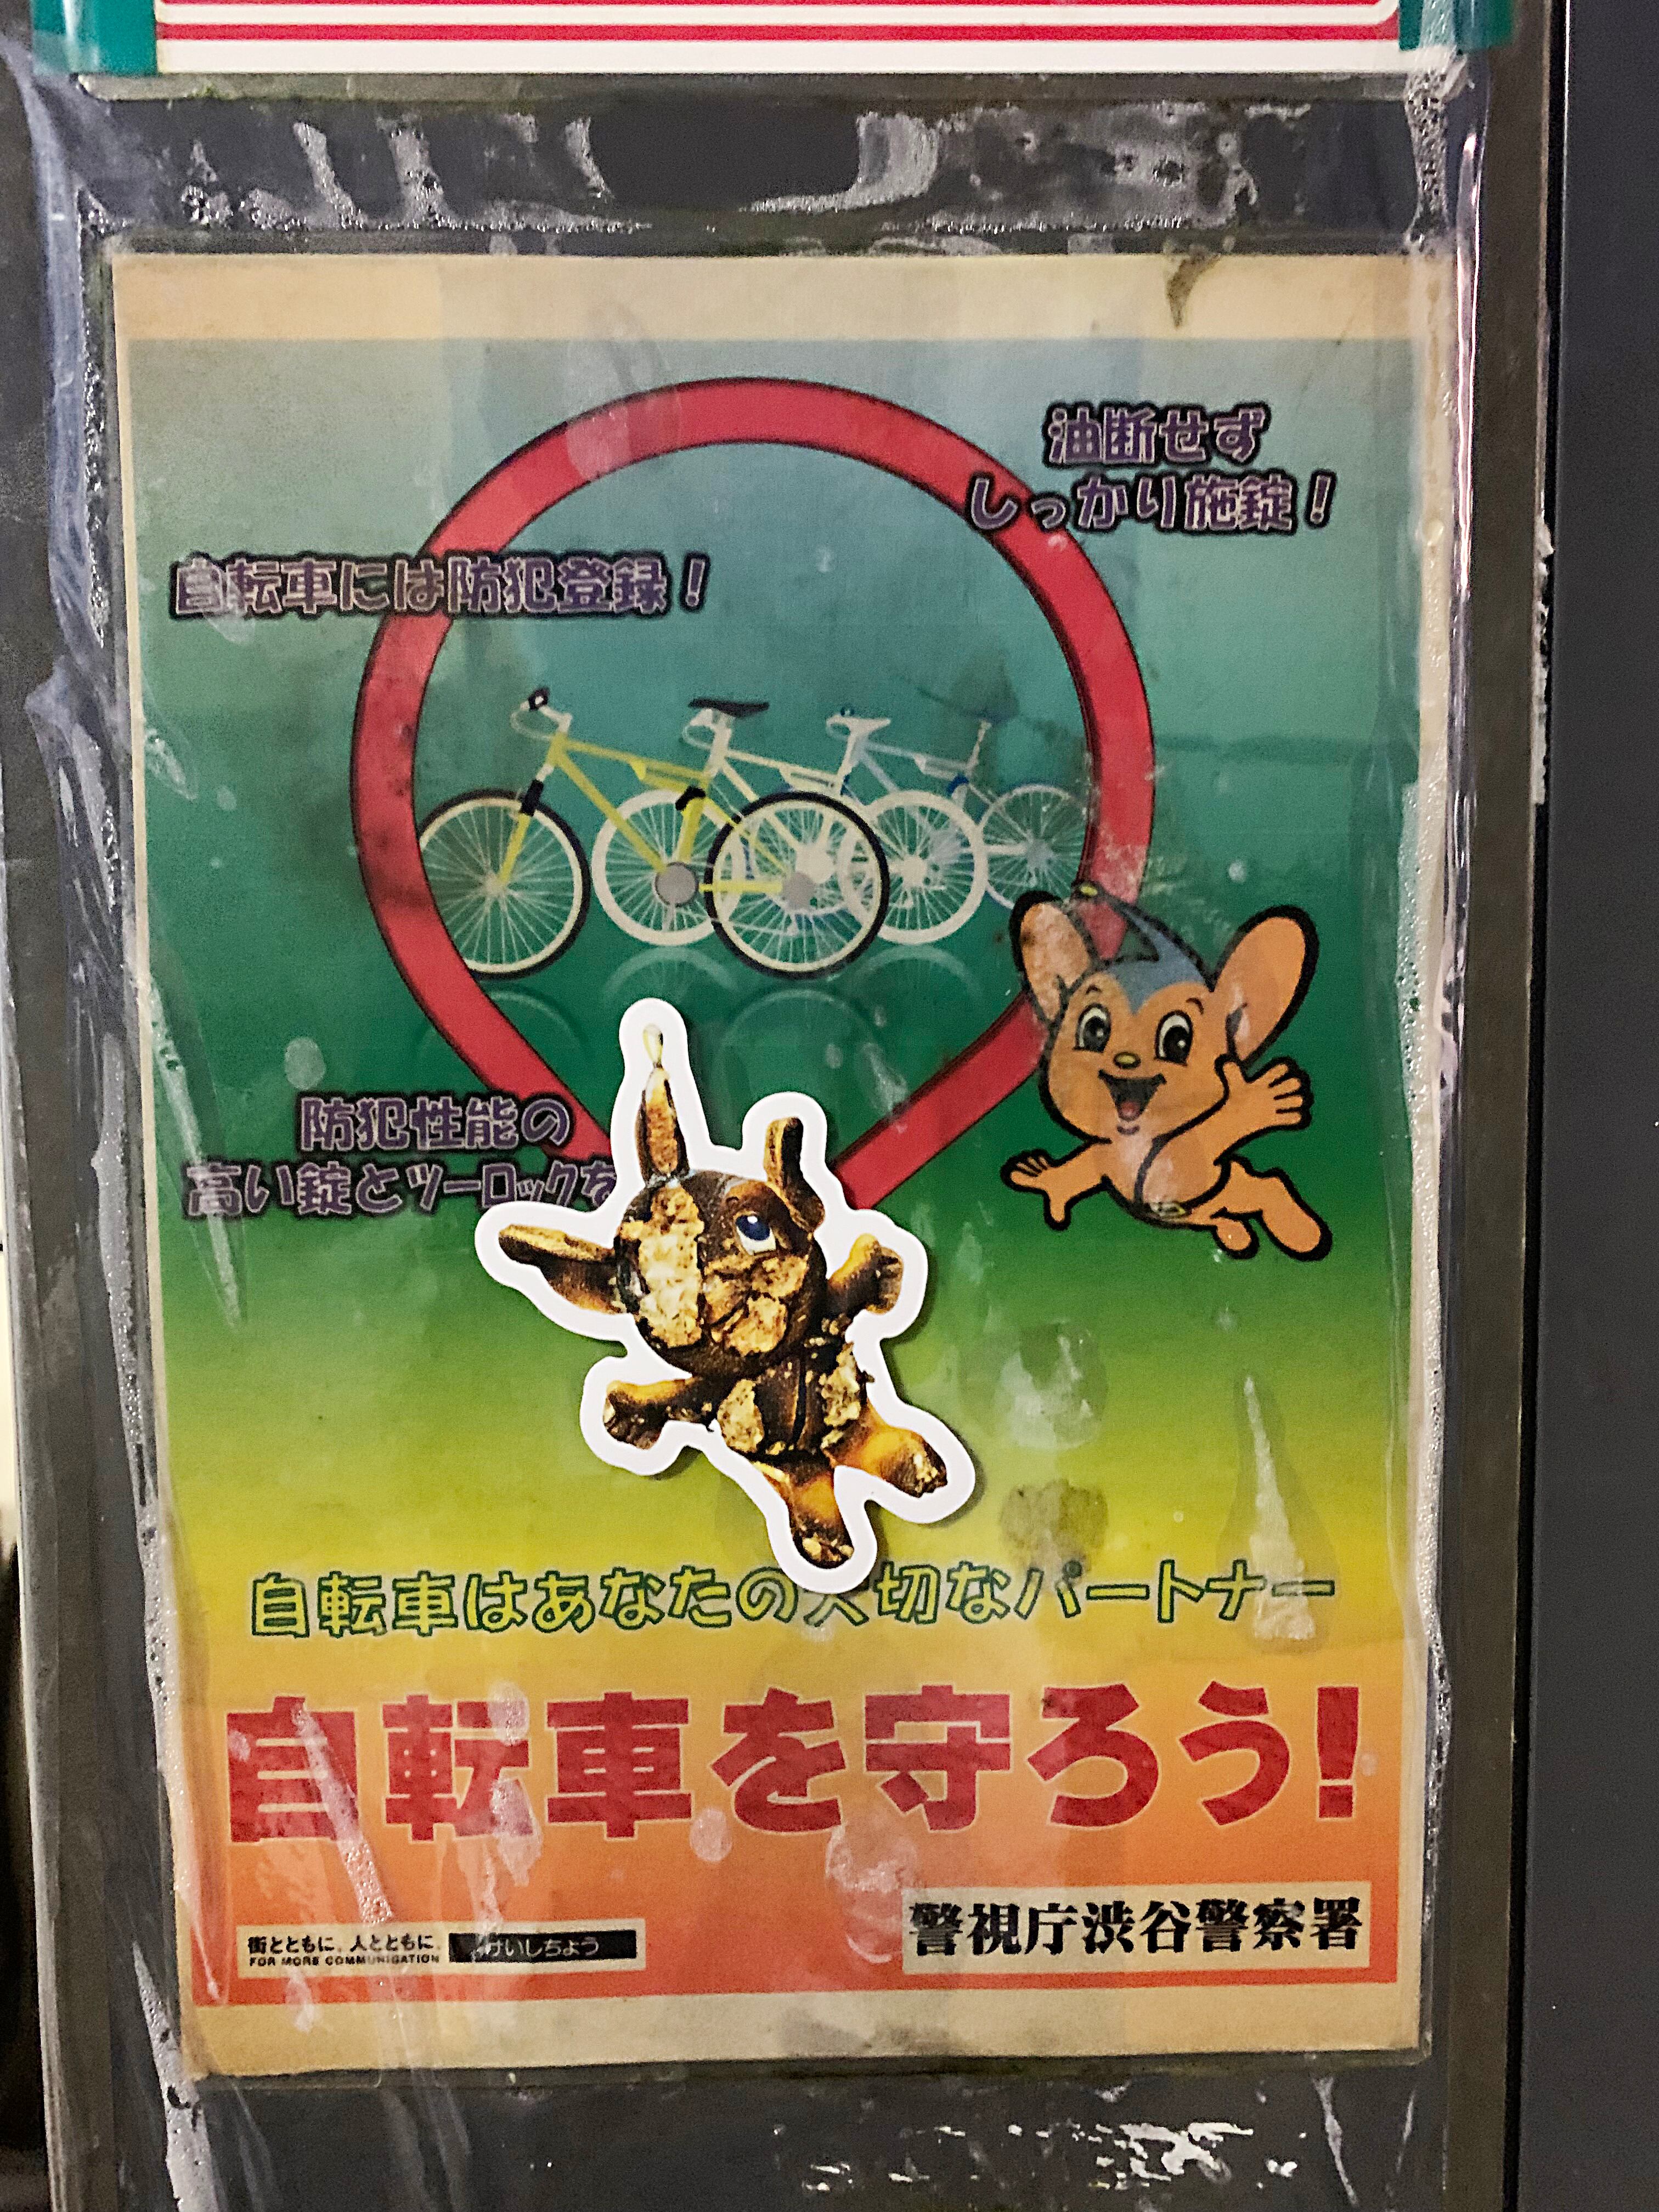 油断せず
しっかり施錠！
自転車には防犯登録！
防犯性能の
高い錠とツーロックを
自転車はあなたの大切なパートナー
自転車を守ろう！
街とともに、人とともに。
FOR MORE COMMUNICATION
けいしちょう
警視庁渋谷警察署